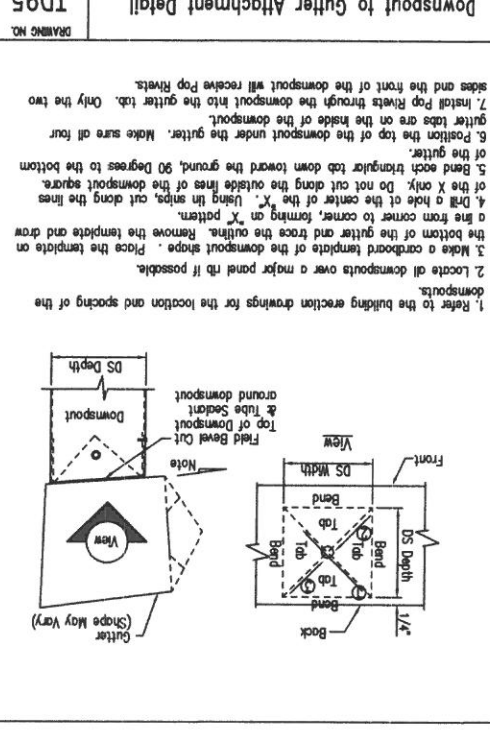 Gutter
(Shape May Vary)
Back
1/4"
Bend
Tab
Tab
Tab
Tab
Bend
Bend
Bend
DS Depth
DS Width
Front
View
View
Note
Field Bevel Cut
Top of Downspout
& Tube Sealant
around downspout
Downspout
DS Depth
1. Refer to the building erection drawings for the location and spacing of the
downspouts.
2. Locate all downspouts over a major panel rib if possible.
3. Make a cardboard template of the downspout shape . Place the template on
the bottom of the gutter and trace the outline. Remove the template and draw
a line from corner to corner, forming an "X" pattern.
4. Drill a hole at the center of the "X". Using tin snips, cut along the lines
of the X only. Do not cut along the outside lines of the downspout square.
5. Bend each triangular tab down toward the ground, 90 Degrees to the bottom
of the gutter.
6. Position the top of the downspout under the gutter. Make sure all four
gutter tabs are on the inside of the downspout.
7. Install Pop Rivets through the downspout into the gutter tab. Only the two
sides and the front of the downspout will receive Pop Rivets.
DRAWING NO.
Downspout to Gutter Attachment Detail
TD95